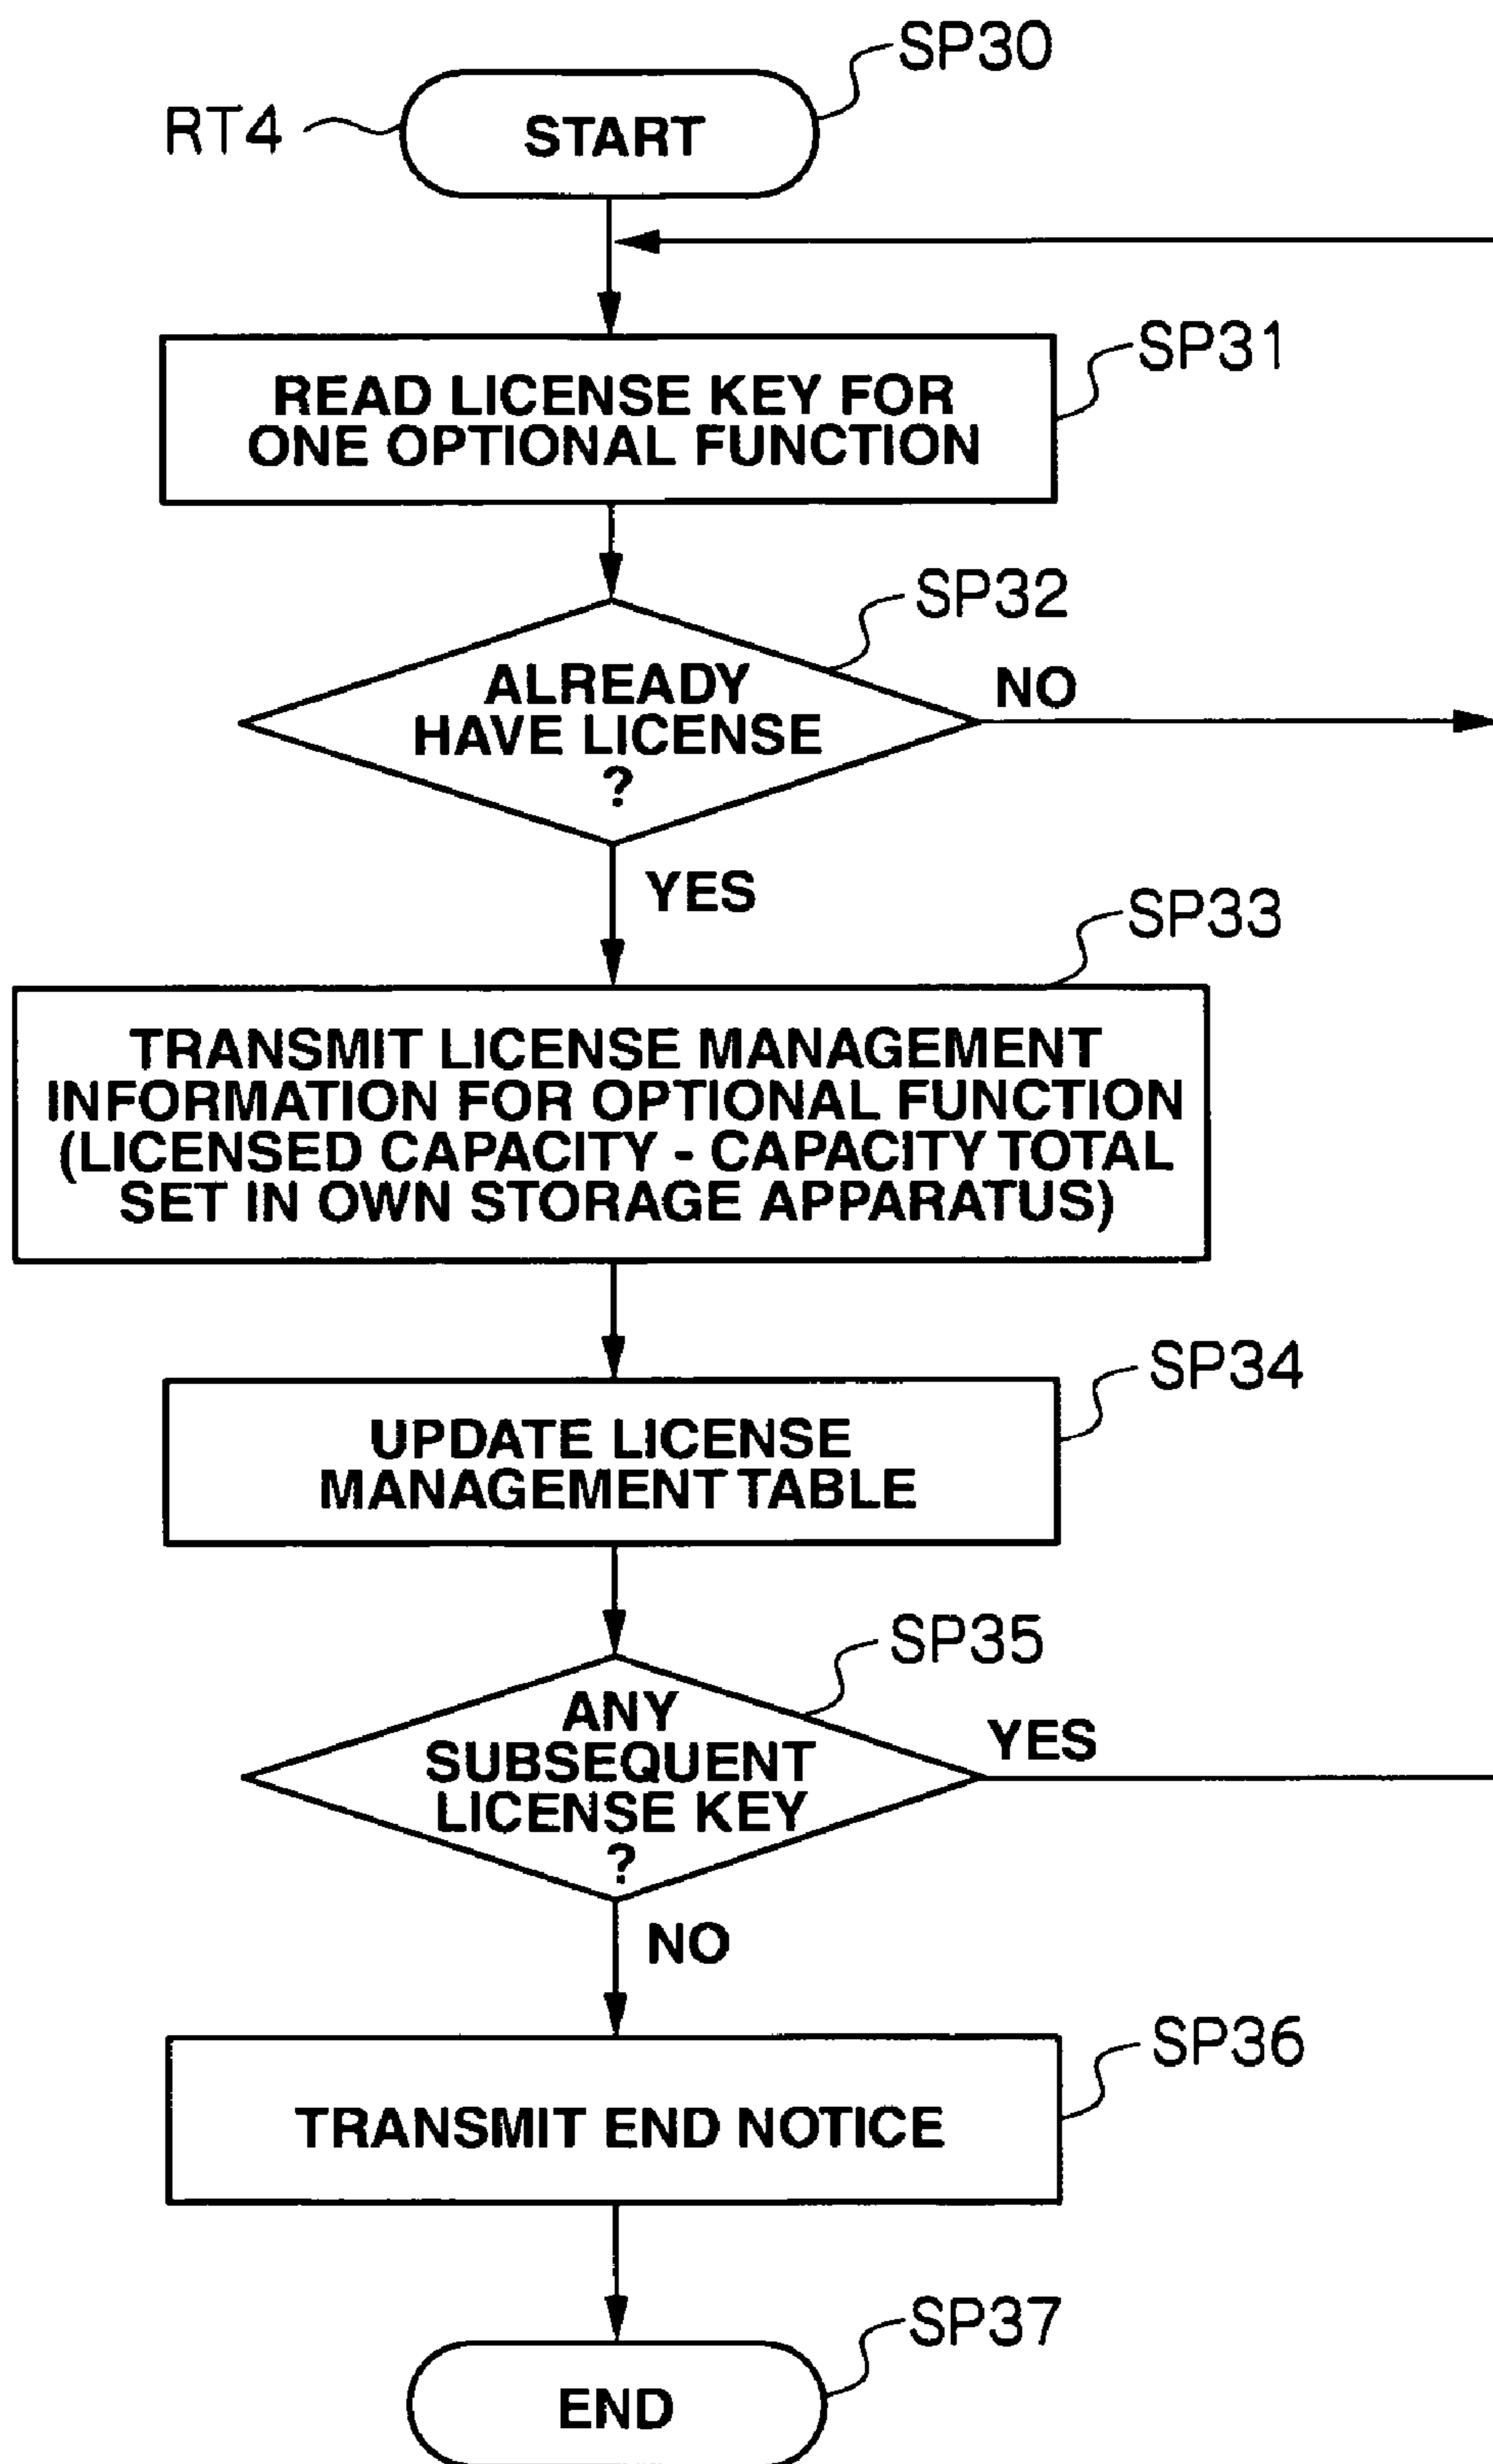 SP30
RT4
START
SP31
READ LICENSE KEY FOR
ONE OPTIONAL FUNCTION
SP32
ALREADY
HAVE LICENSE
?
NO
YES
SP33
TRANSMIT LICENSE MANAGEMENT
INFORMATION FOR OPTIONAL FUNCTION
(LICENSED CAPACITY - CAPACITY TOTAL
SET IN OWN STORAGE APPARATUS)
SP34
UPDATE LICENSE
MANAGEMENT TABLE
SP35
ANY
SUBSEQUENT
LICENSE KEY
?
YES
NO
SP36
TRANSMIT END NOTICE
SP37
END